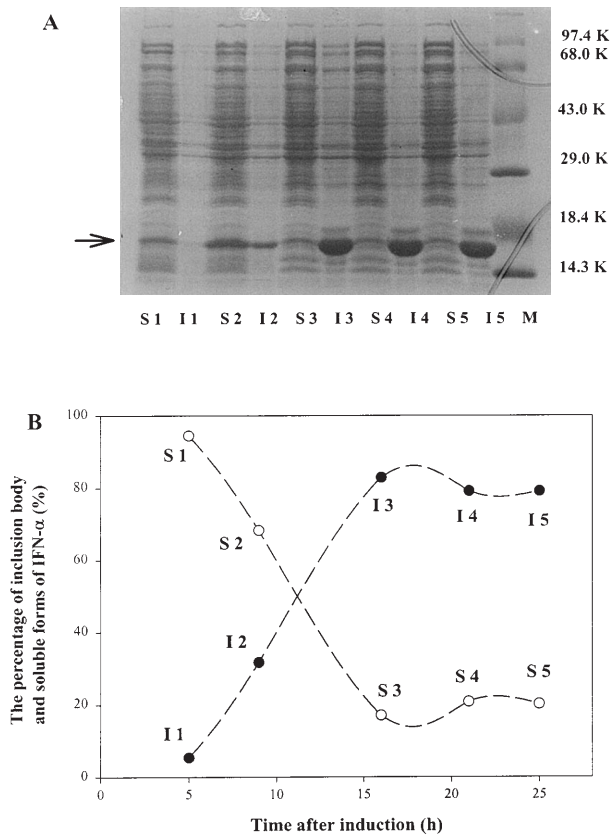 A
97.4 K
68.0 K
43.0 K
29.0 K
18.4 K
14.3 K
S 1 I 1 S 2 I 2 S 3 I 3 S 4 I 4 S 5 I 5 M
B
The percentage of inclusion body
and soluble forms of IFN-α (%)
100
80
60
40
20
0
S 1
S 2
I 3
I 4
I 5
I 2
S 3
S 4
S 5
I 1
0 5 10 15 20 25
Time after induction (h)